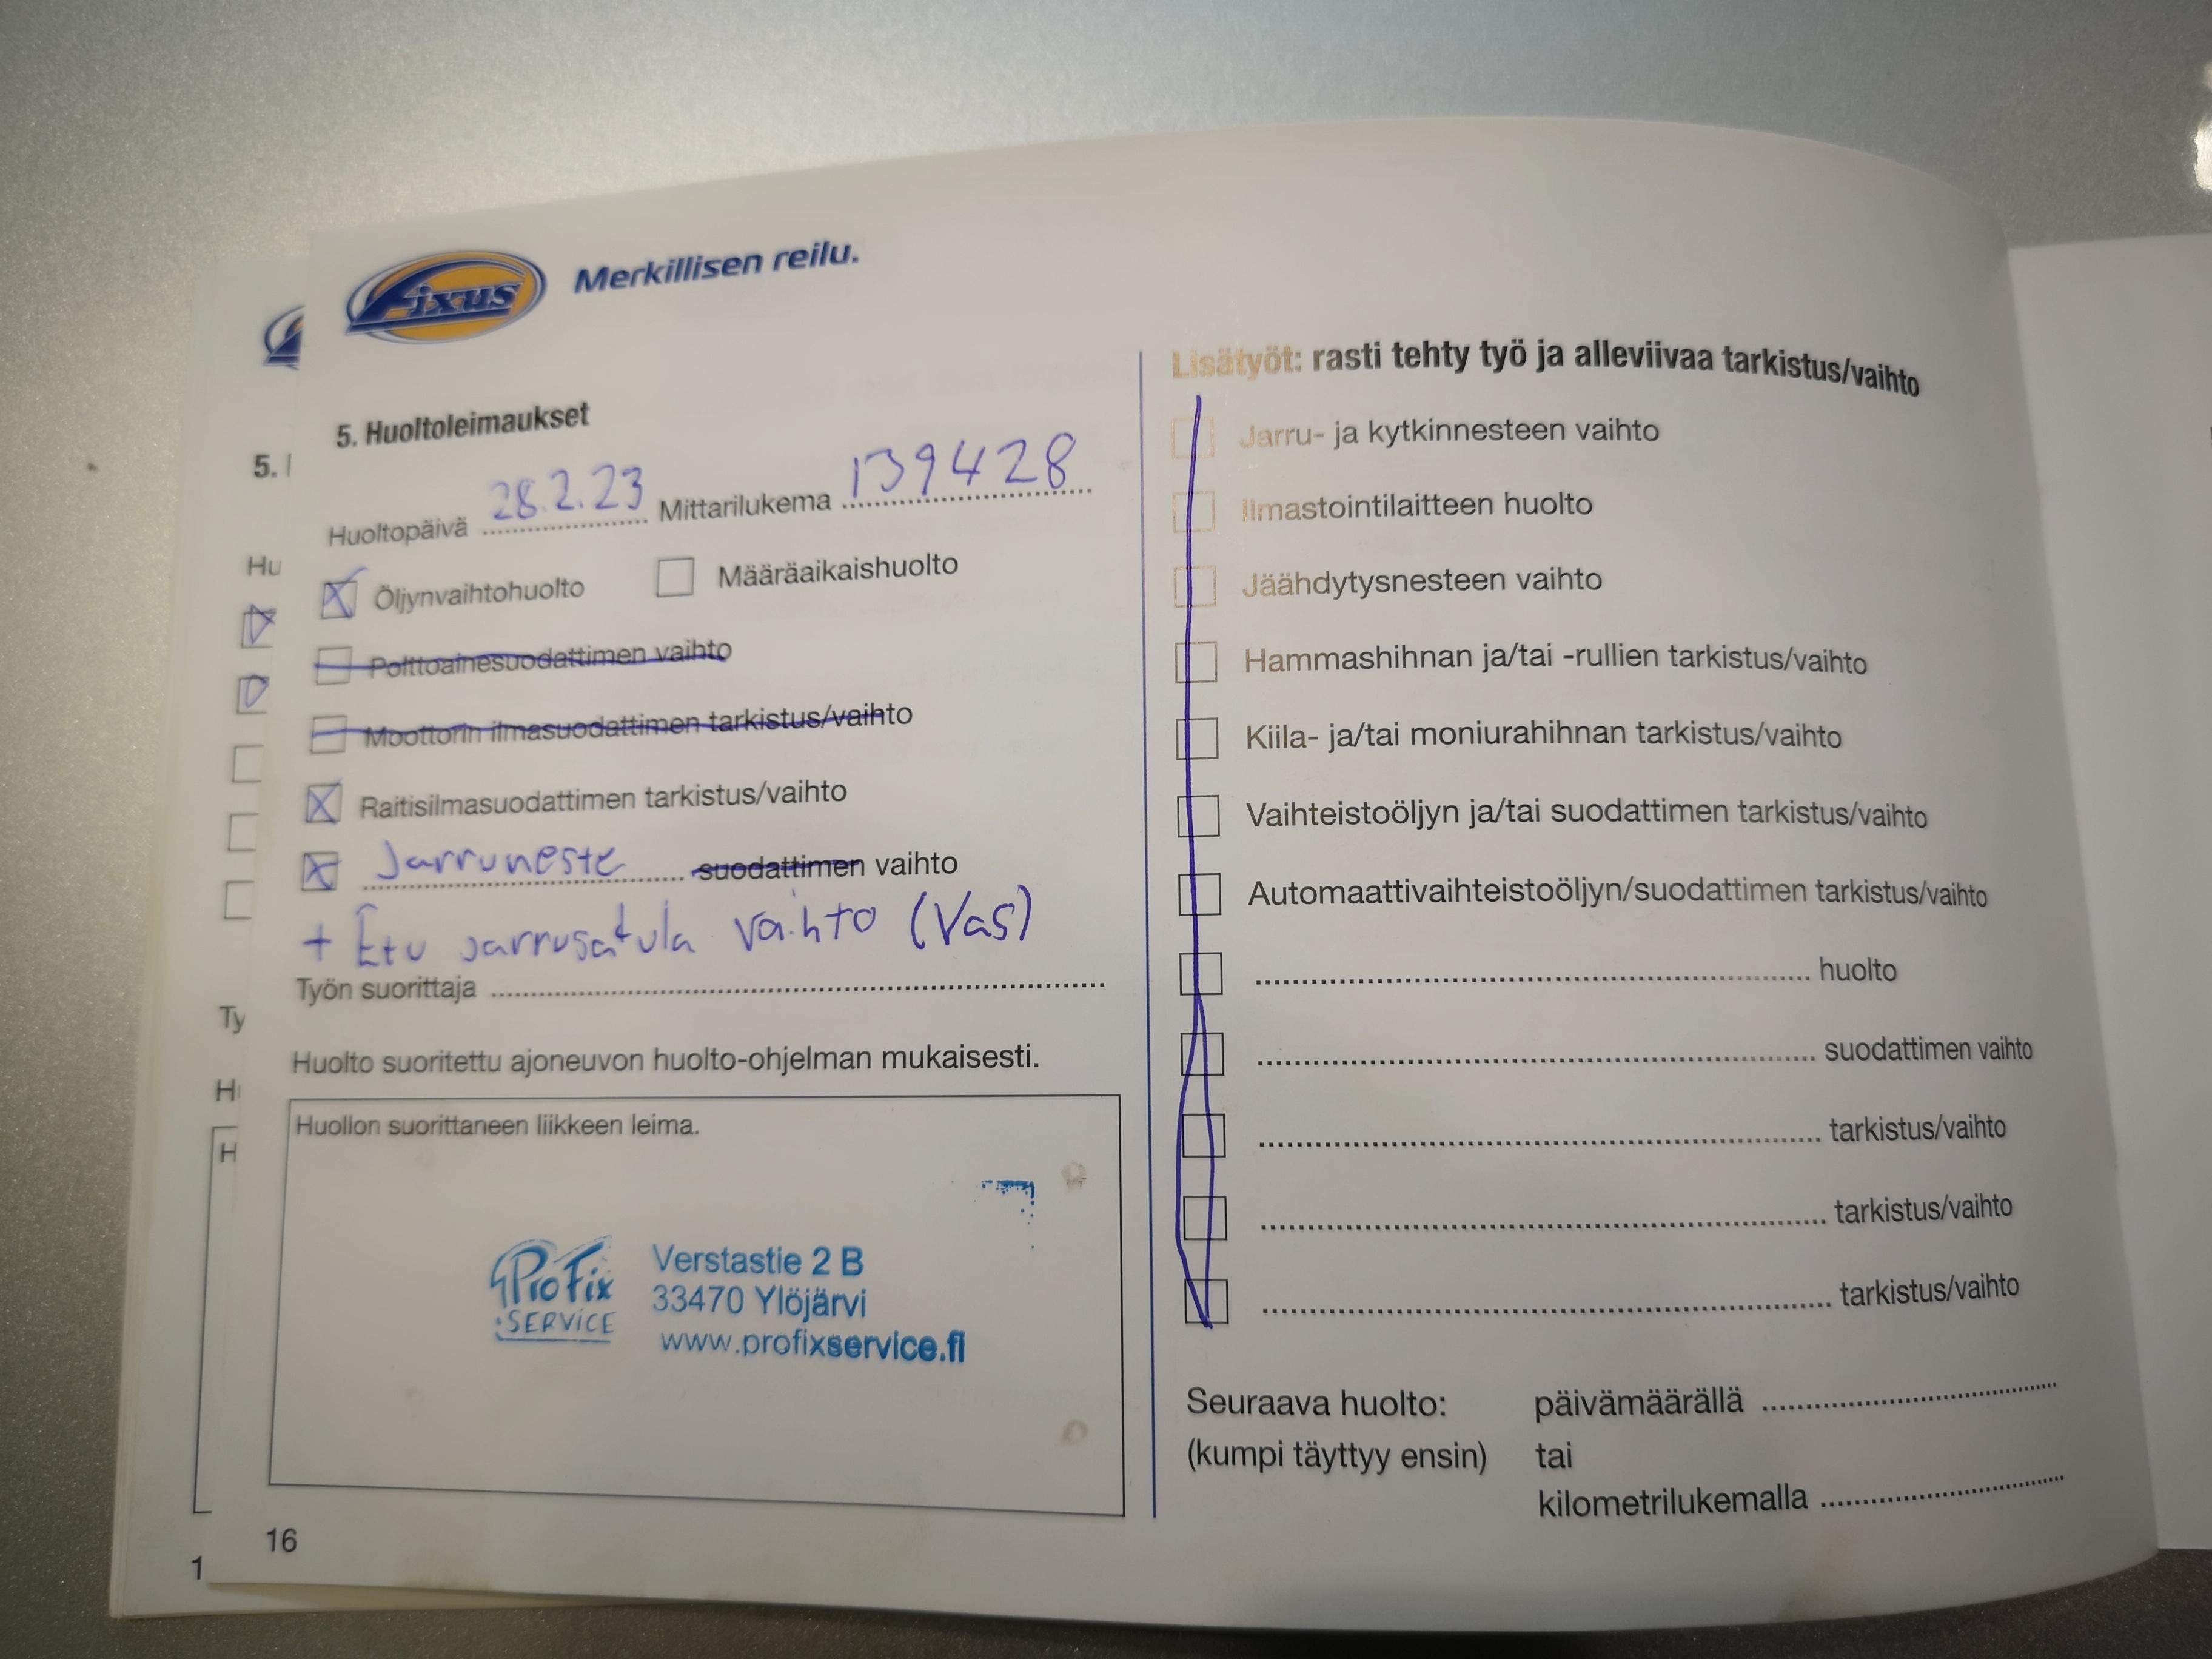 Fixus Merkillisen reilu.
5. Huoltoleimaukset
Huoltopäivä 28.2.23 Mittarilukema 139428
Öljynvaihtohuolto Määräaikaishuolto
Polttoainesuodattimen vaihto
Moottorin ilmasuodattimen tarkistus/vaihto
Raitisilmasuodattimen tarkistus/vaihto
Jarruneste suodattimen vaihto
+ Etu jarrusatula vaihto (Vas)
Työn suorittaja
Huolto suoritettu ajoneuvon huolto-ohjelman mukaisesti.
Huollon suorittaneen liikkeen leima.
ProFix
SERVICE
Verstastie 2 B
33470 Ylöjärvi
www.profixservice.fi
16
Lisätyöt: rasti tehty työ ja alleviivaa tarkistus/vaihto
Jarru- ja kytkinnesteen vaihto
Ilmastointilaitteen huolto
Jäähdytysnesteen vaihto
Hammashihnan ja/tai -rullien tarkistus/vaihto
Kiila- ja/tai moniurahihnan tarkistus/vaihto
Vaihteistoöljyn ja/tai suodattimen tarkistus/vaihto
Automaattivaihteistoöljyn/suodattimen tarkistus/vaihto
huolto
suodattimen vaihto
tarkistus/vaihto
tarkistus/vaihto
tarkistus/vaihto
Seuraava huolto: päivämäärällä
(kumpi täyttyy ensin) tai
kilometrilukemalla
5.
Hu
Ty
H
H
1